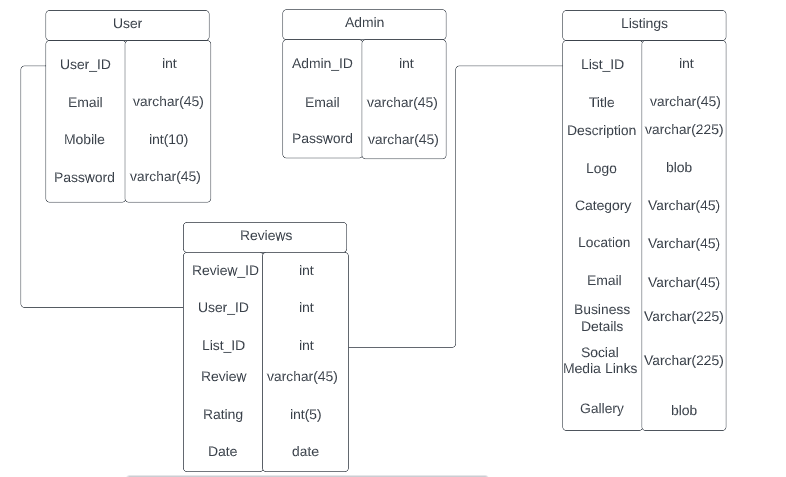 User
User_ID int
Email varchar(45)
Mobile int(10)
Password varchar(45)
Admin
Admin_ID int
Email varchar(45)
Password varchar(45)
Listings
List_ID int
Title varchar(45)
Description varchar(225)
Logo blob
Category Varchar(45)
Location Varchar(45)
Email Varchar(45)
Business
Details Varchar(225)
Social
Media Links Varchar(225)
Gallery blob
Reviews
Review_ID int
User_ID int
List_ID int
Review varchar(45)
Rating int(5)
Date date